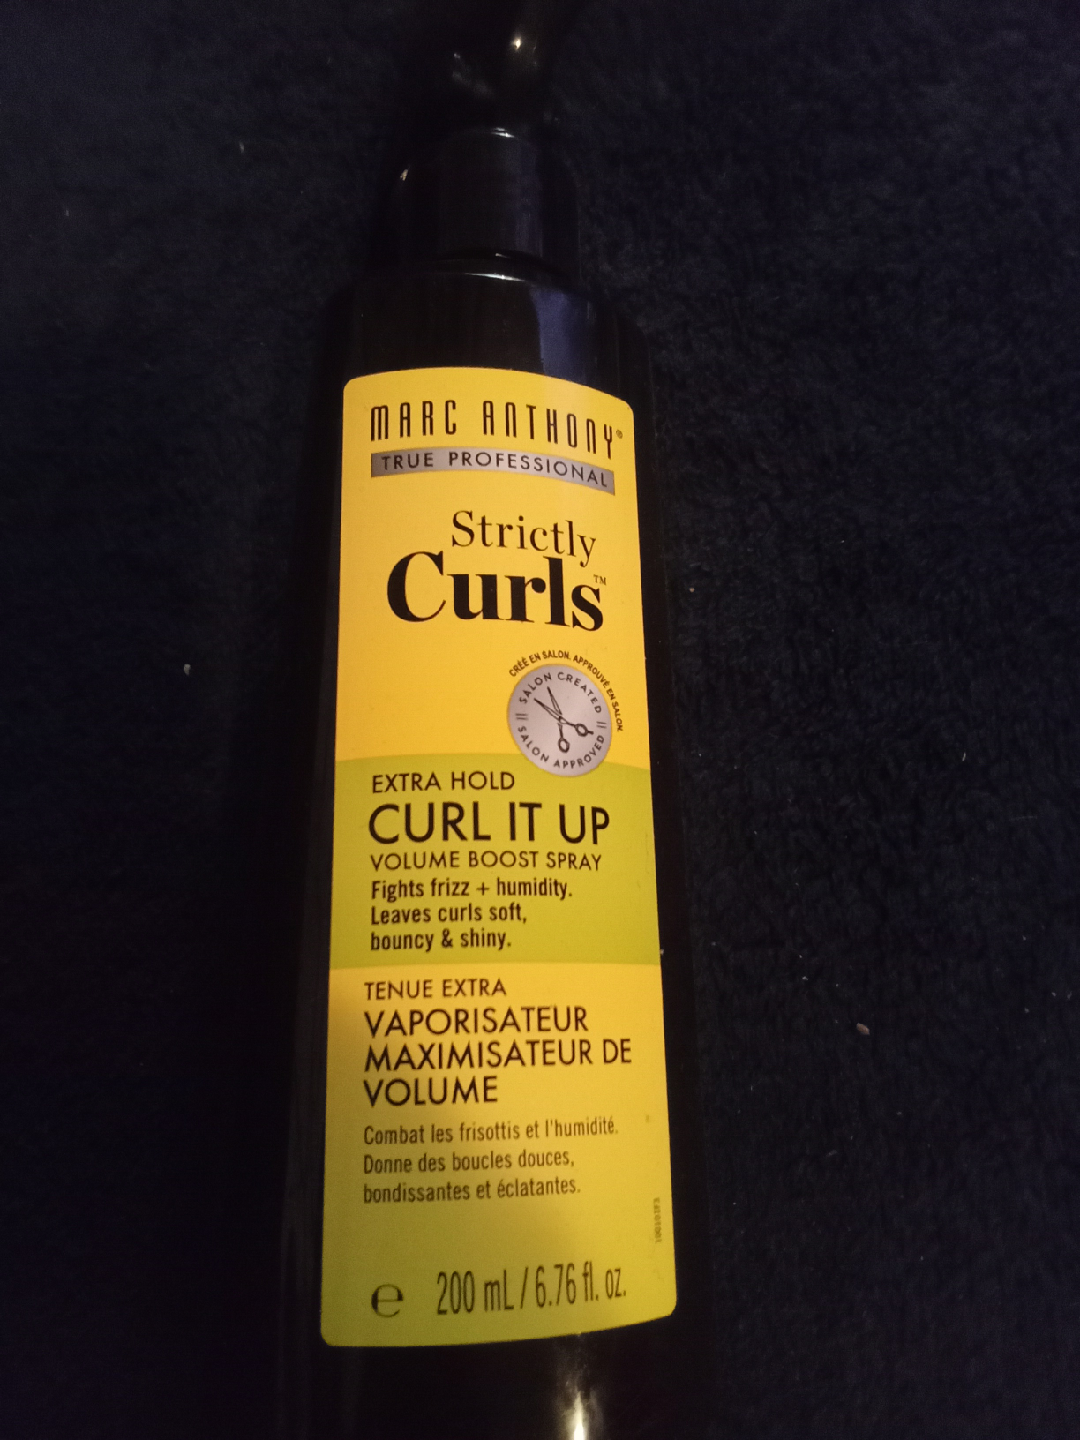 MARC ANTHONY®
TRUE PROFESSIONAL
Strictly
Curls™
CRÉÉ EN SALON. APPROUVÉ EN SALON.
SALON CREATED
SALON APPROVED
EXTRA HOLD
CURL IT UP
VOLUME BOOST SPRAY
Fights frizz + humidity.
Leaves curls soft,
bouncy & shiny.
TENUE EXTRA
VAPORISATEUR
MAXIMISATEUR DE
VOLUME
Combat les frisottis et l'humidité.
Donne des boucles douces,
bondissantes et éclatantes.
℮ 200 mL / 6.76 fl. oz.